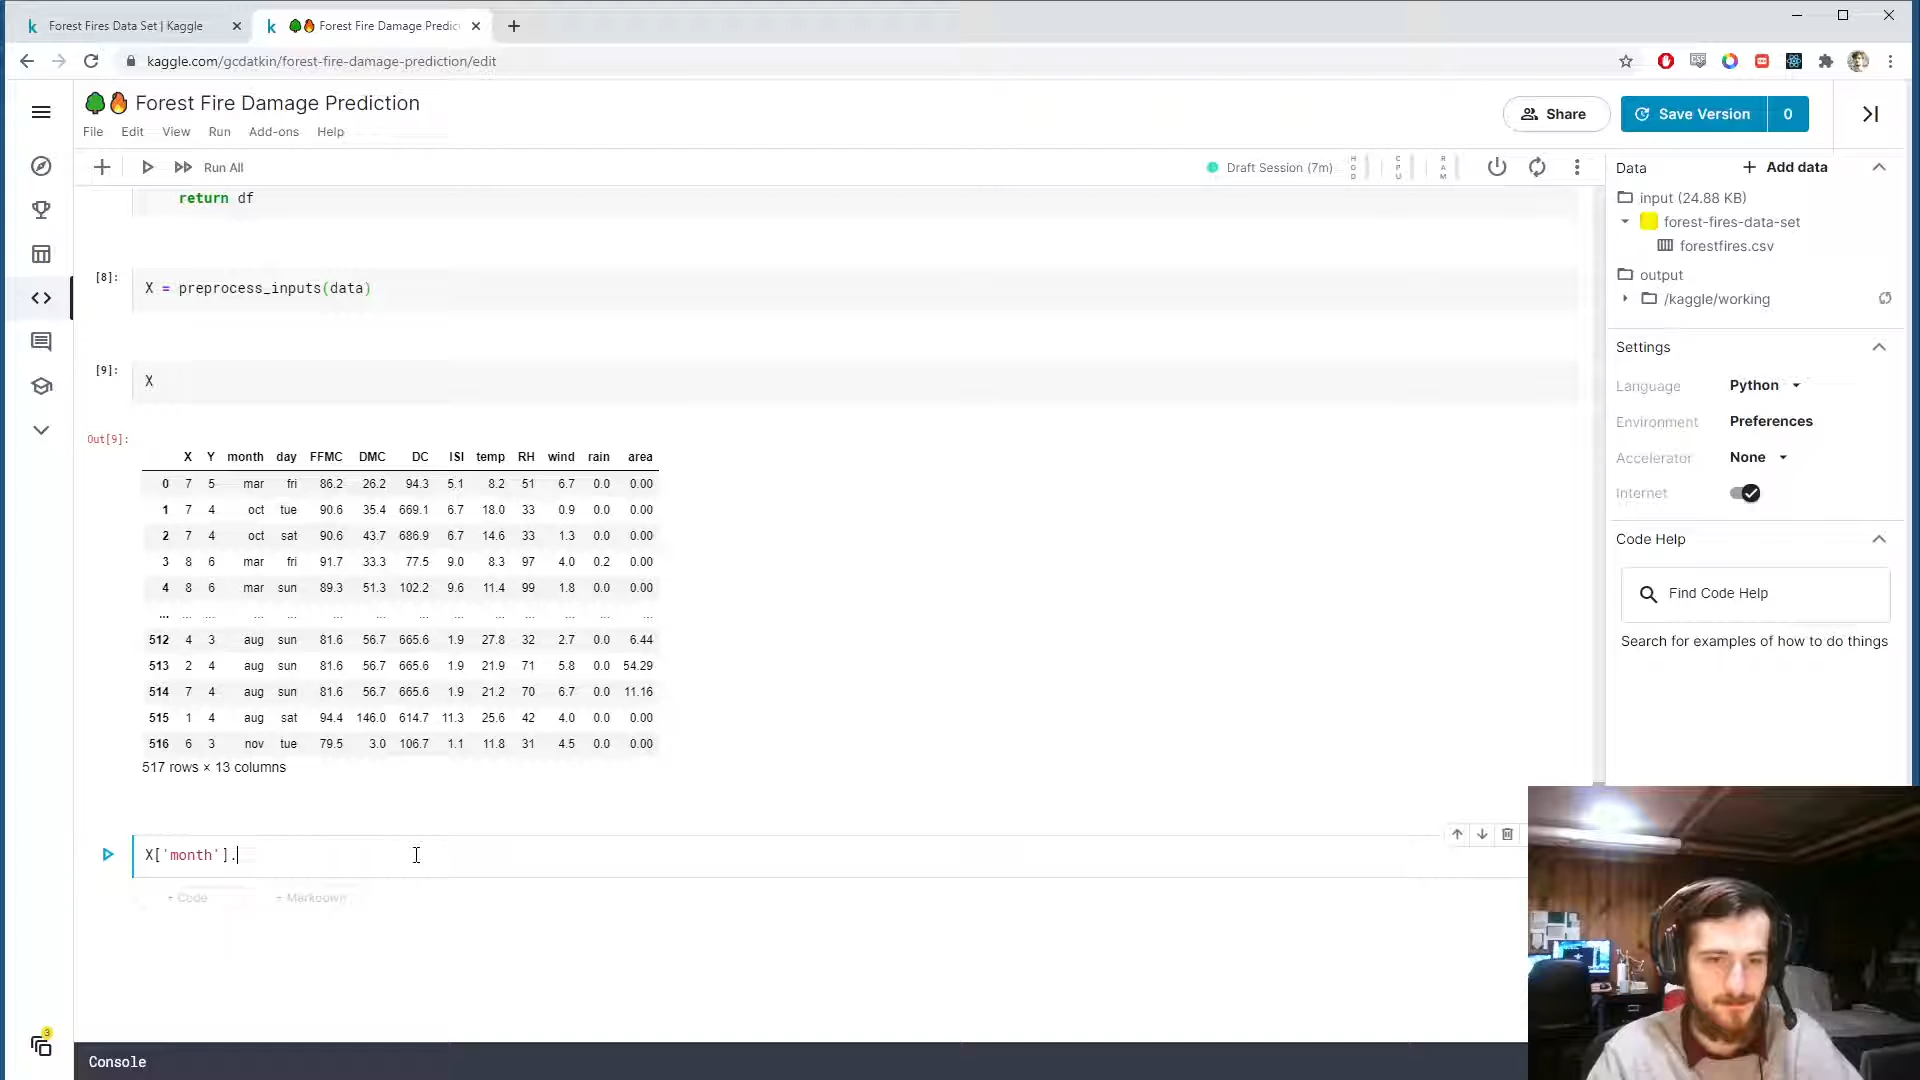 Forest Fires Data Set | Kaggle
Forest Fire Damage Predic
kaggle.com/gcdatkin/forest-fire-damage-prediction/edit
Forest Fire Damage Prediction
File Edit View Run Add-ons Help
Share
Save Version 0
Run All
Draft Session (7m)
HDD
CPU
RAM
return df
[8]:
X = preprocess_inputs(data)
[9]:
X
Out[9]:
X Y month day FFMC DMC DC ISI temp RH wind rain area
0 7 5 mar fri 86.2 26.2 94.3 5.1 8.2 51 6.7 0.0 0.00
1 7 4 oct tue 90.6 35.4 669.1 6.7 18.0 33 0.9 0.0 0.00
2 7 4 oct sat 90.6 43.7 686.9 6.7 14.6 33 1.3 0.0 0.00
3 8 6 mar fri 91.7 33.3 77.5 9.0 8.3 97 4.0 0.2 0.00
4 8 6 mar sun 89.3 51.3 102.2 9.6 11.4 99 1.8 0.0 0.00
... ... ... ... ... ... ... ... ... ... ... ... ... ...
512 4 3 aug sun 81.6 56.7 665.6 1.9 27.8 32 2.7 0.0 6.44
513 2 4 aug sun 81.6 56.7 665.6 1.9 21.9 71 5.8 0.0 54.29
514 7 4 aug sun 81.6 56.7 665.6 1.9 21.2 70 6.7 0.0 11.16
515 1 4 aug sat 94.4 146.0 614.7 11.3 25.6 42 4.0 0.0 0.00
516 6 3 nov tue 79.5 3.0 106.7 1.1 11.8 31 4.5 0.0 0.00
517 rows × 13 columns
X['month'].
+ Code + Markdown
Console
3
Data
+ Add data
input (24.88 KB)
forest-fires-data-set
forestfires.csv
output
/kaggle/working
Settings
Language Python
Environment Preferences
Accelerator None
Internet
Code Help
Find Code Help
Search for examples of how to do things